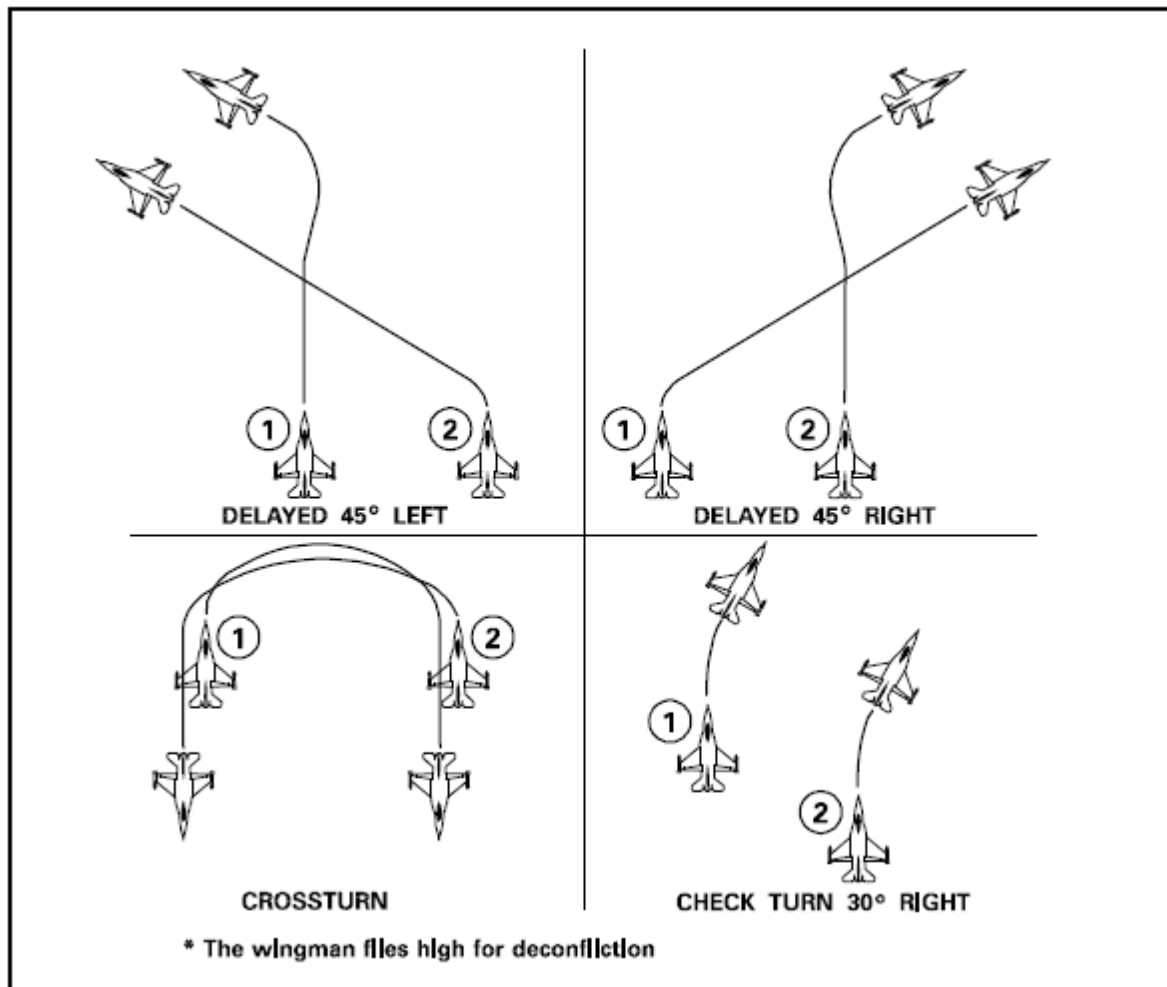 1 2
DELAYED 45° LEFT
1 2
DELAYED 45° RIGHT
1 2
CROSSTURN
1
2
CHECK TURN 30° RIGHT
* The wingman flies high for deconfliction